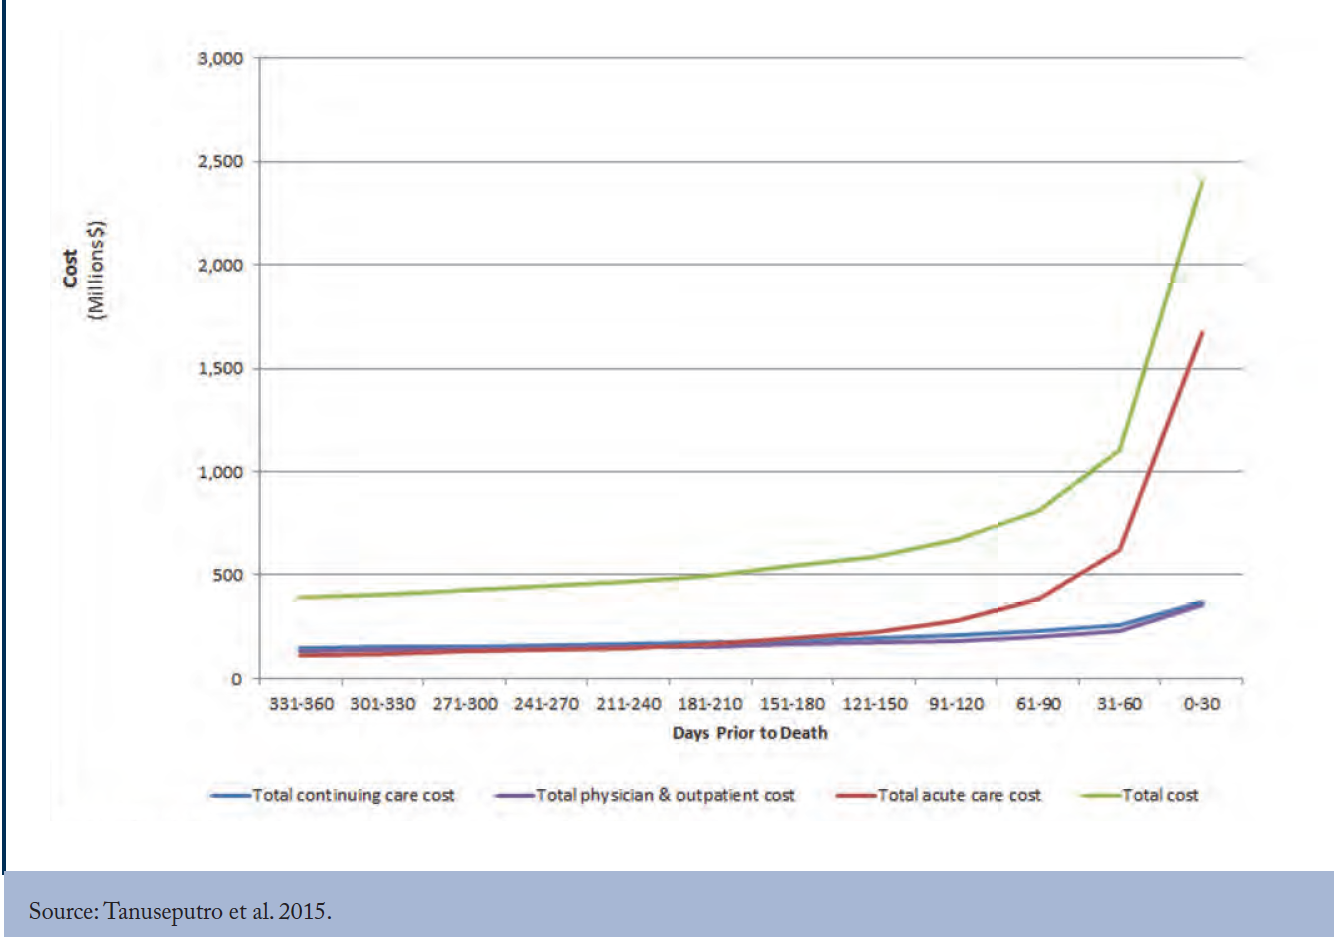 3,000
2,500
2,000
1,500
1,000
500
0
Cost
(Millions$)
331-360 301-330 271-300 241-270 211-240 181-210 151-180 121-150 91-120 61-90 31-60 0-30
Days Prior to Death
Total continuing care cost Total physician & outpatient cost Total acute care cost Total cost
Source: Tanuseputro et al. 2015.